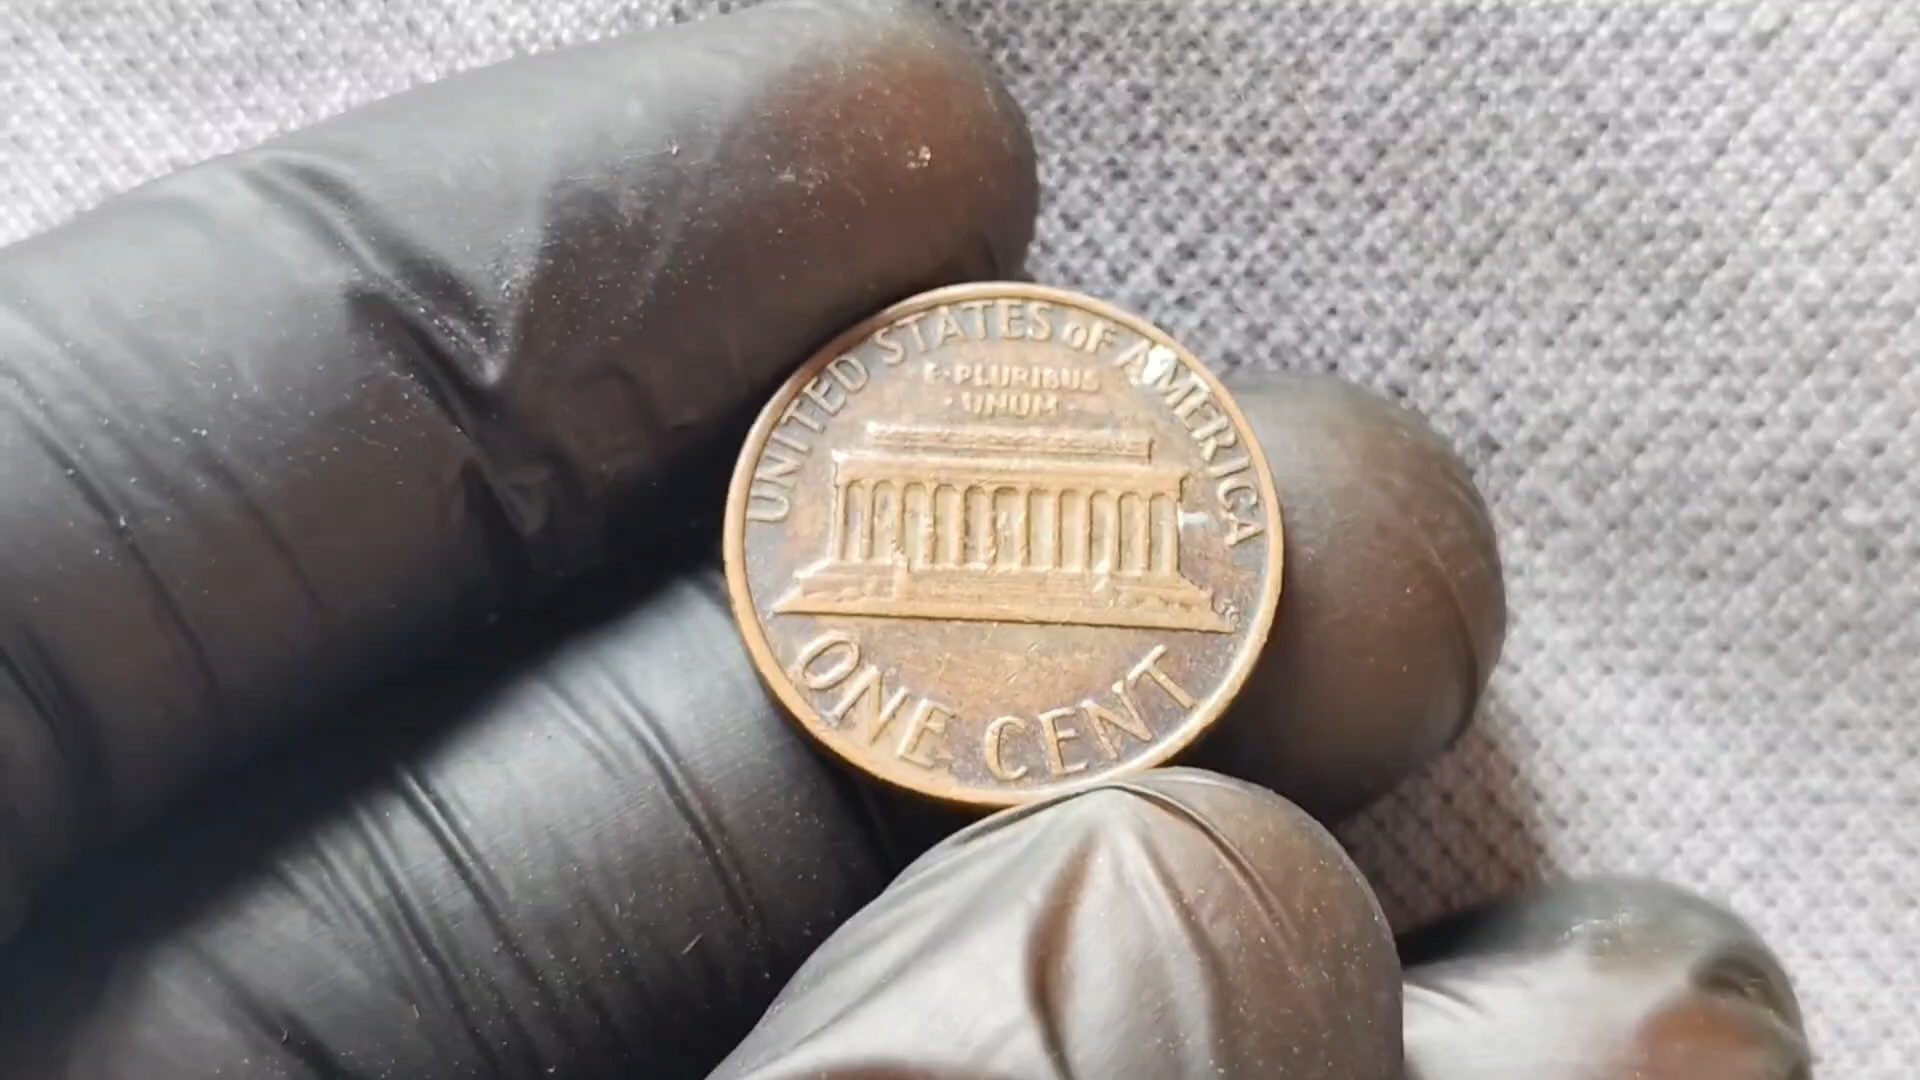 UNITED STATES OF AMERICA
E·PLURIBUS
·UNUM·
ONE CENT